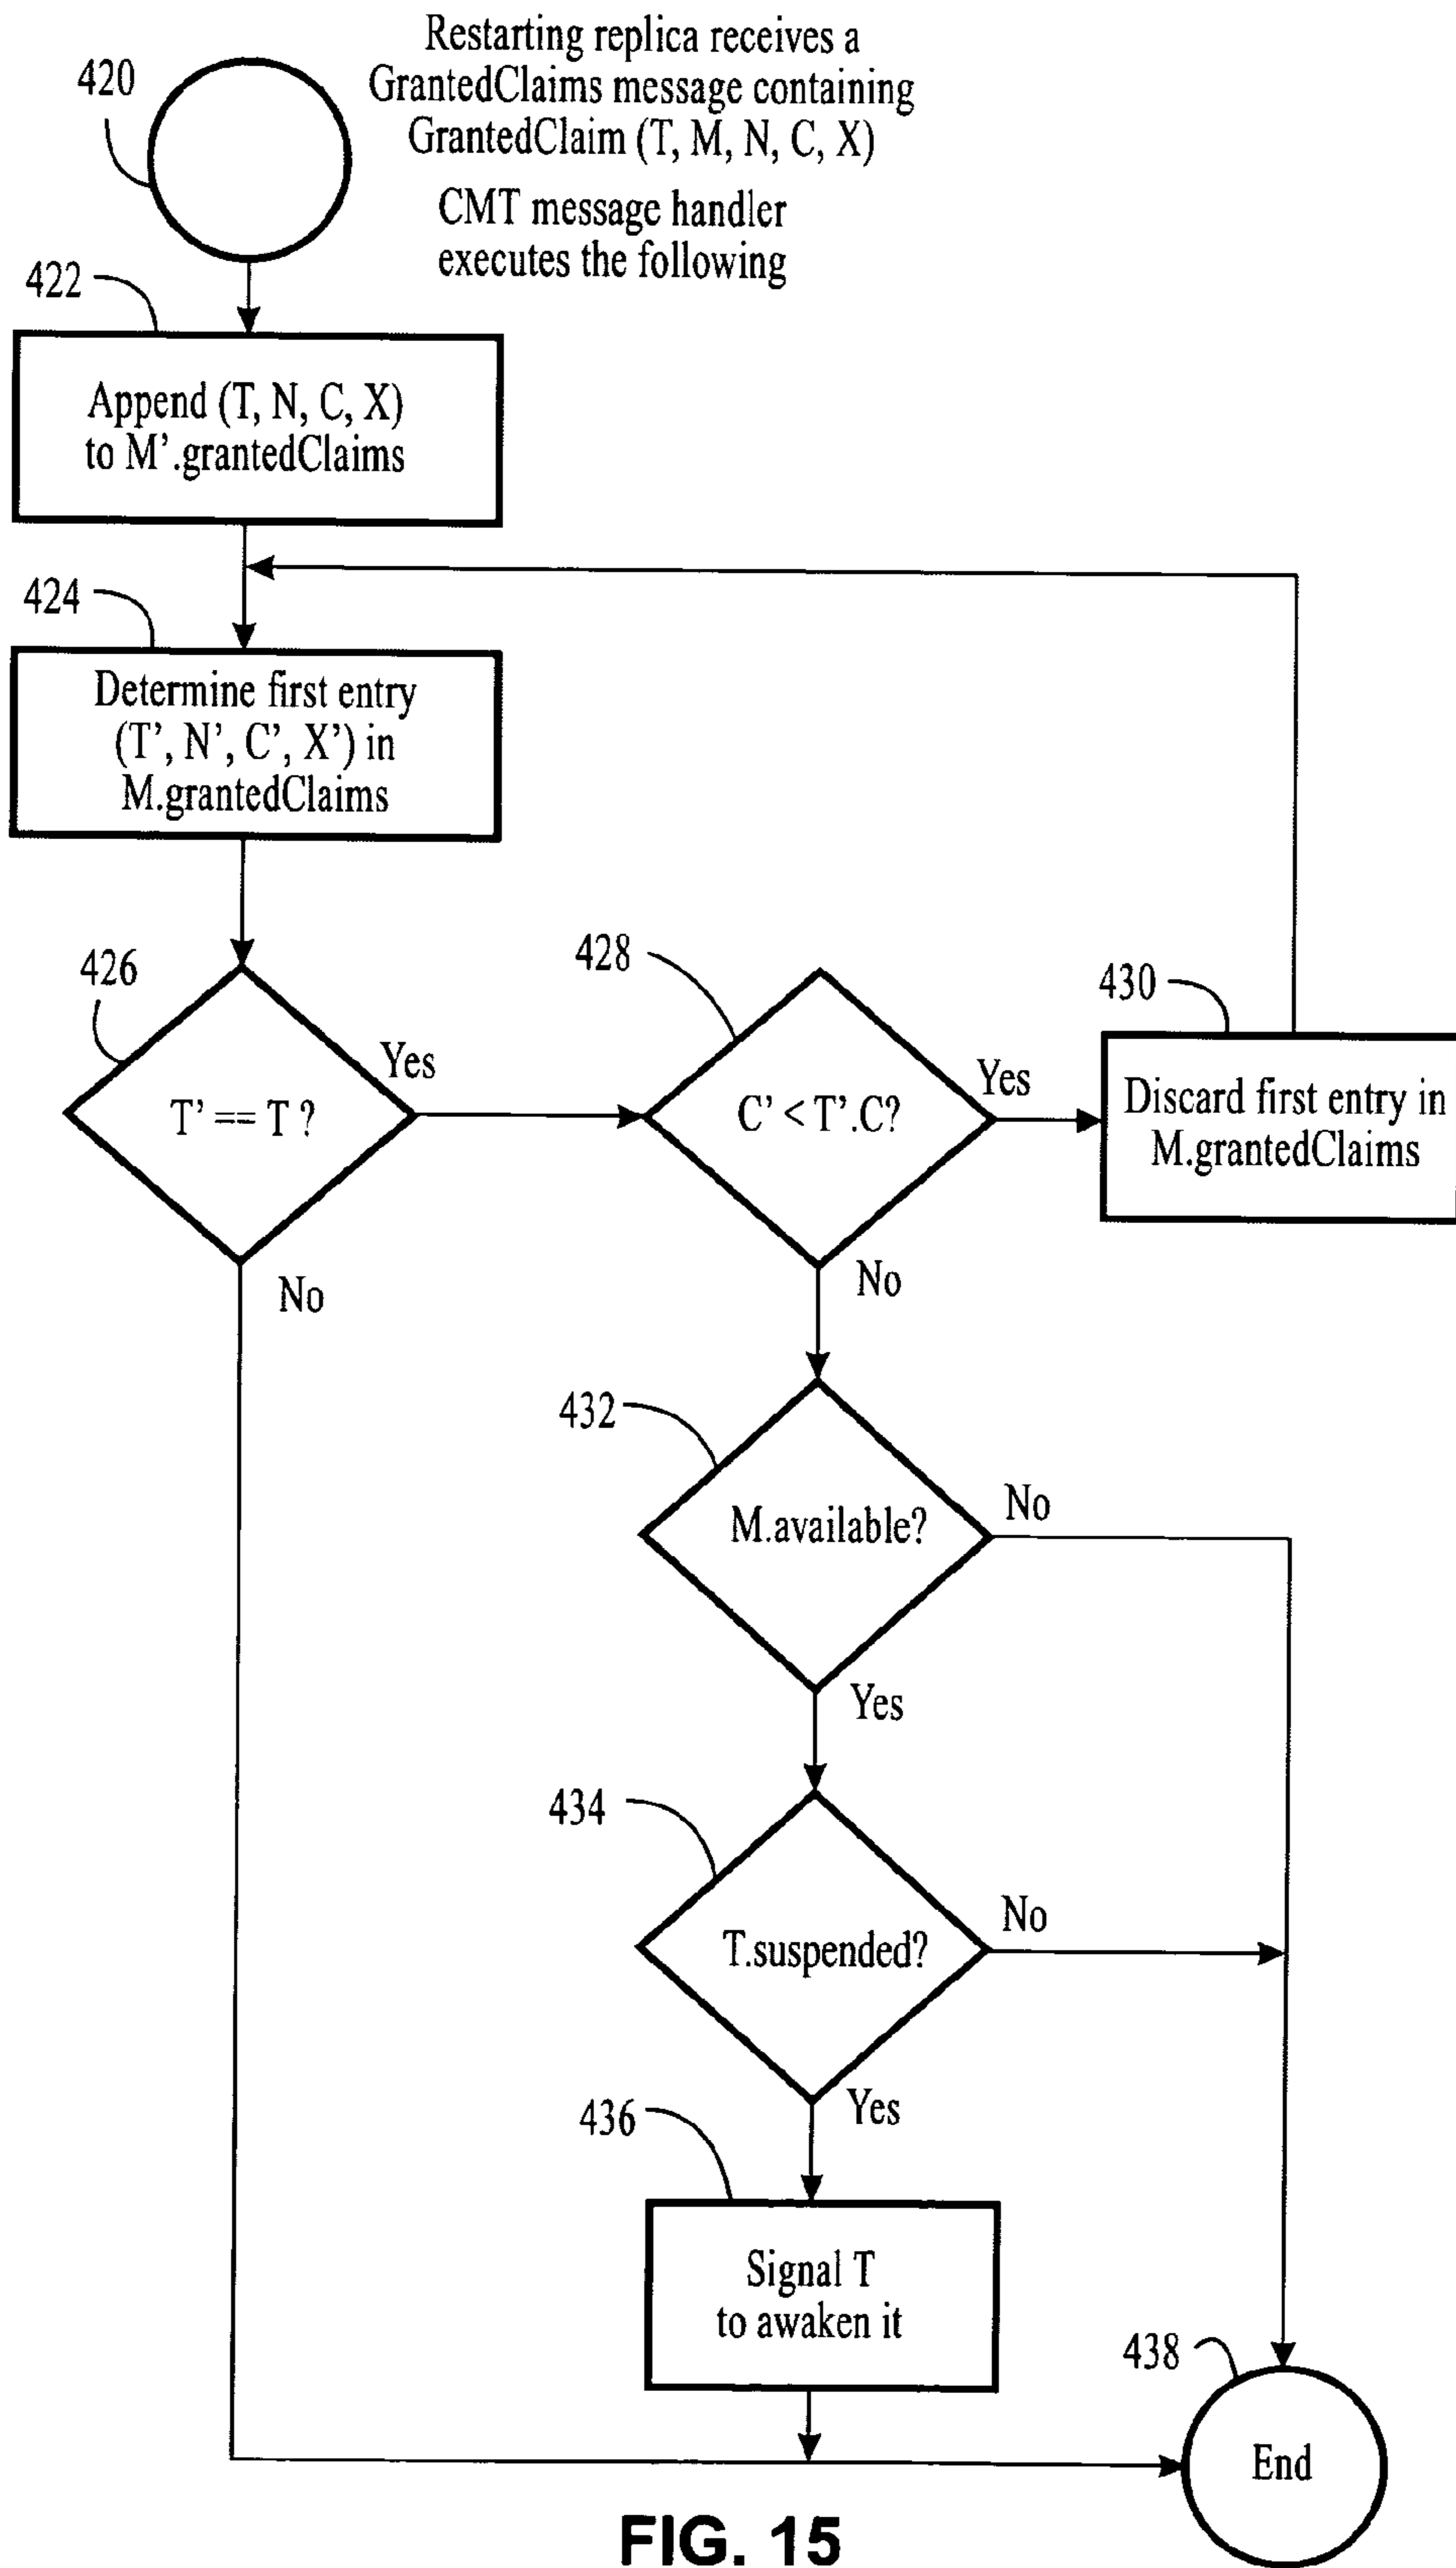 420
Restarting replica receives a
GrantedClaims message containing
GrantedClaim (T, M, N, C, X)
CMT message handler
executes the following
422
Append (T, N, C, X)
to M’.grantedClaims
424
Determine first entry
(T’, N’, C’, X’) in
M.grantedClaims
426
T’ == T ?
Yes
No
428
C’ < T’.C?
Yes
No
430
Discard first entry in
M.grantedClaims
432
M.available?
No
Yes
434
T.suspended?
No
Yes
436
Signal T
to awaken it
438
End
FIG. 15